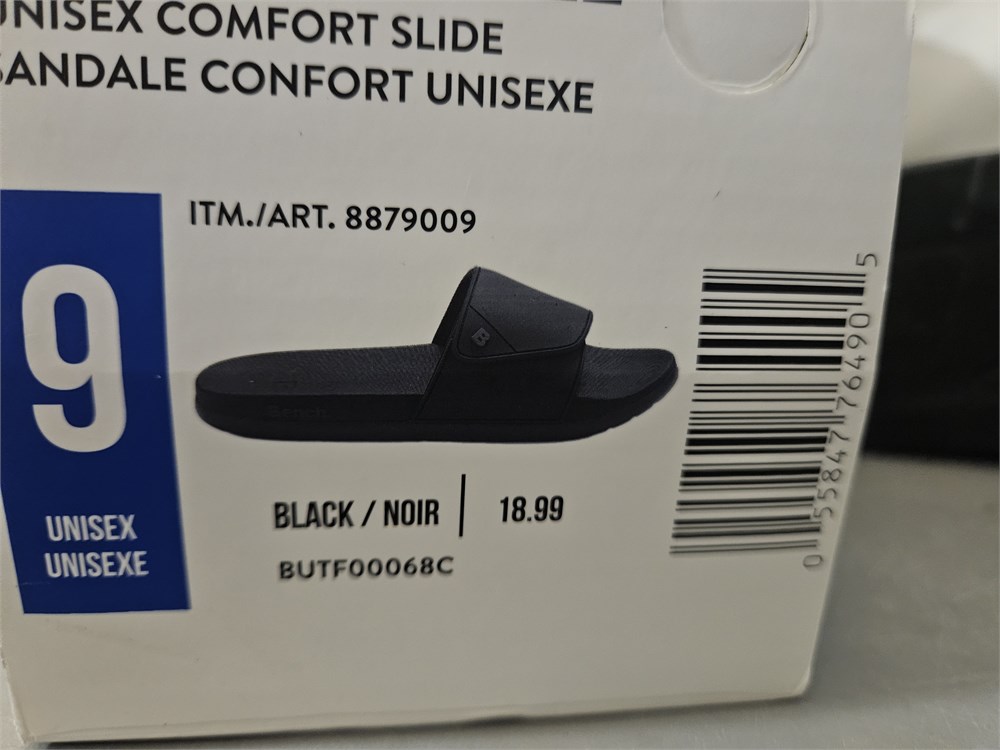 UNISEX COMFORT SLIDE
SANDALE CONFORT UNISEXE
ITM./ART. 8879009
9
B
Bench
BLACK / NOIR | 18.99
UNISEX
UNISEXE
BUTF00068C
0 55847 76490 5